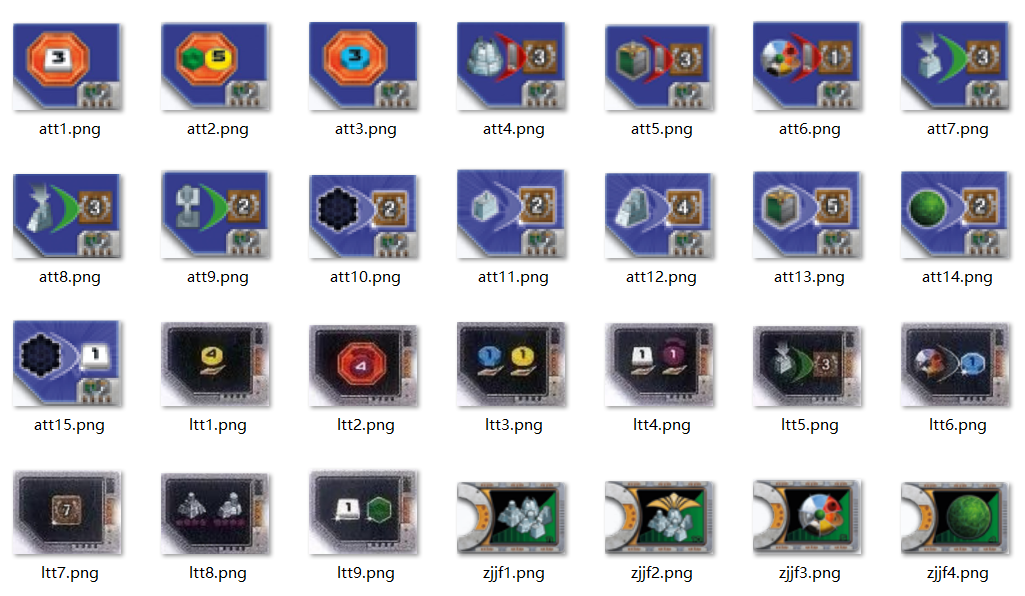 3 5 3 3 3 1 3
att1.png att2.png att3.png att4.png att5.png att6.png att7.png
3 2 2 2 4 5 2
att8.png att9.png att10.png att11.png att12.png att13.png att14.png
1 4 4 1 1 1 1 3 1
att15.png ltt1.png ltt2.png ltt3.png ltt4.png ltt5.png ltt6.png
7 1
ltt7.png ltt8.png ltt9.png zjjf1.png zjjf2.png zjjf3.png zjjf4.png